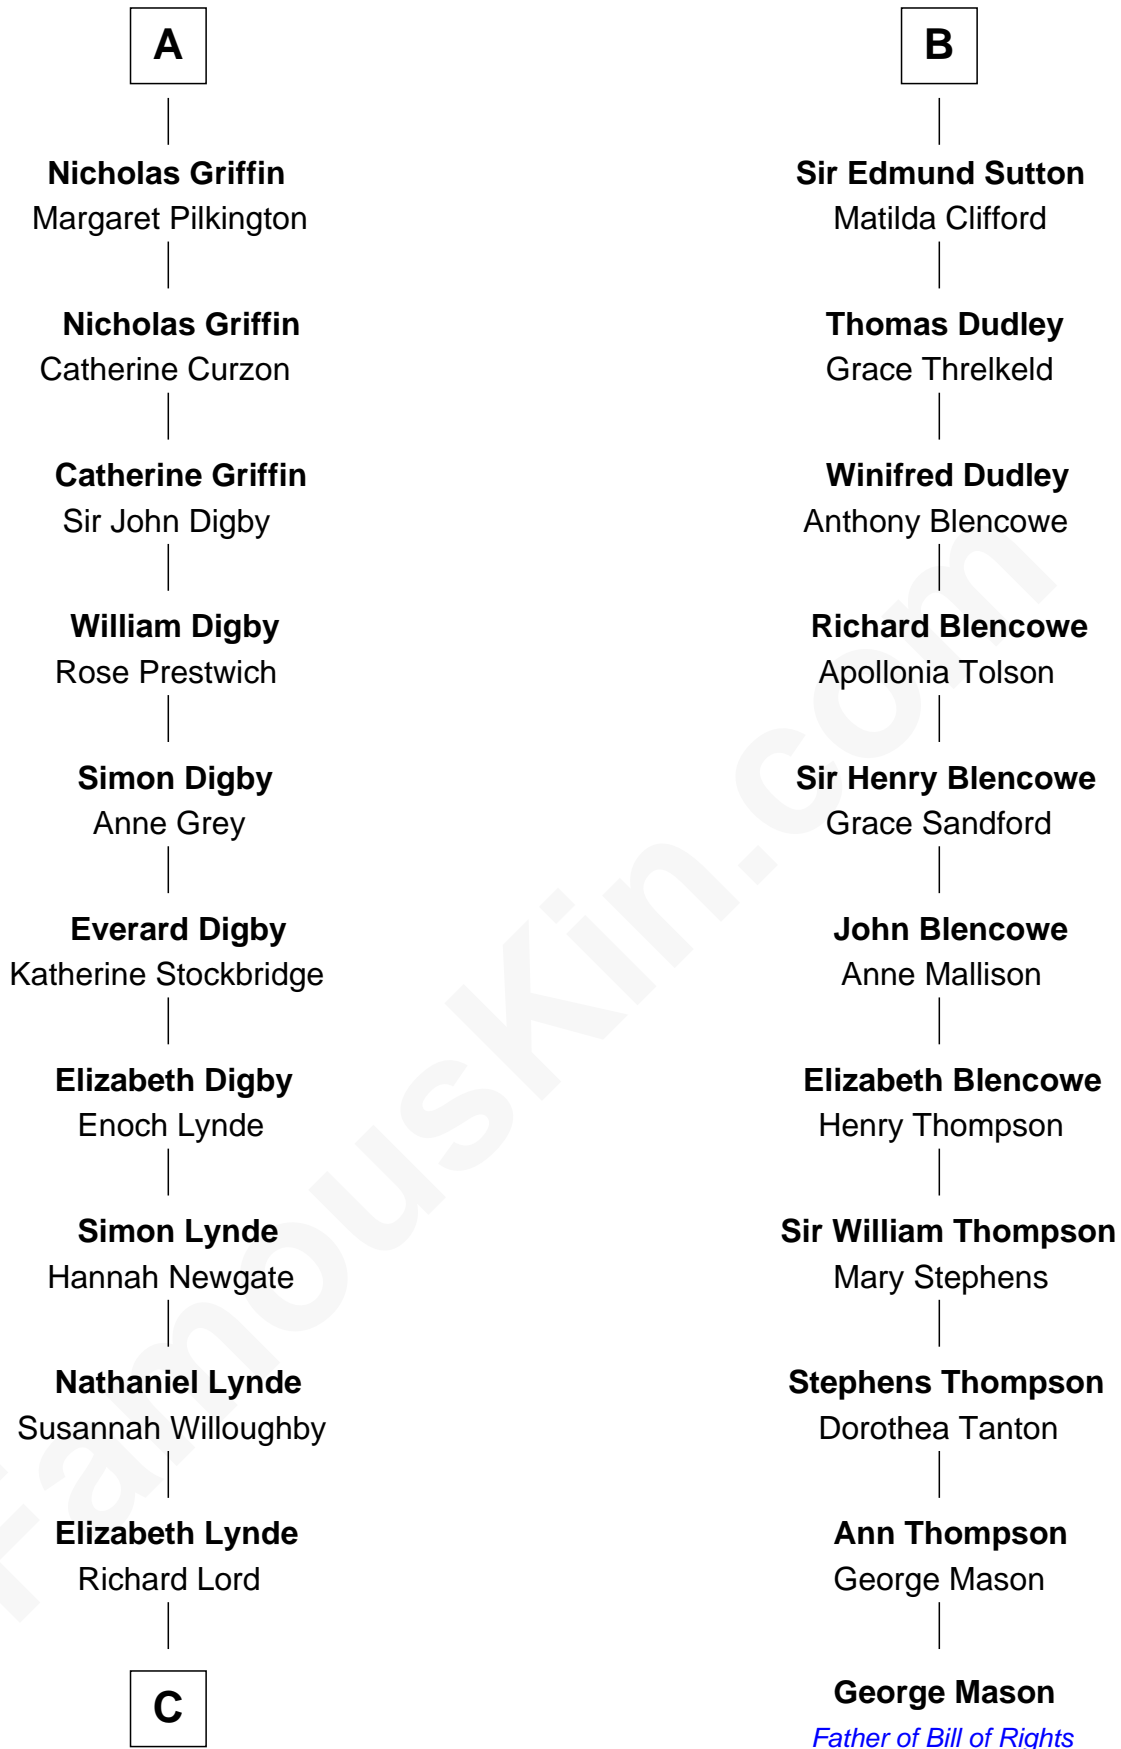 A
Nicholas Griffin
Margaret Pilkington
Nicholas Griffin
Catherine Curzon
Catherine Griffin
Sir John Digby
William Digby
Rose Prestwich
Simon Digby
Anne Grey
Everard Digby
Katherine Stockbridge
Elizabeth Digby
Enoch Lynde
Simon Lynde
Hannah Newgate
Nathaniel Lynde
Susannah Willoughby
Elizabeth Lynde
Richard Lord
C
B
Sir Edmund Sutton
Matilda Clifford
Thomas Dudley
Grace Threlkeld
Winifred Dudley
Anthony Blencowe
Richard Blencowe
Apollonia Tolson
Sir Henry Blencowe
Grace Sandford
John Blencowe
Anne Mallison
Elizabeth Blencowe
Henry Thompson
Sir William Thompson
Mary Stephens
Stephens Thompson
Dorothea Tanton
Ann Thompson
George Mason
George Mason
Father of Bill of Rights
FamousKin.com